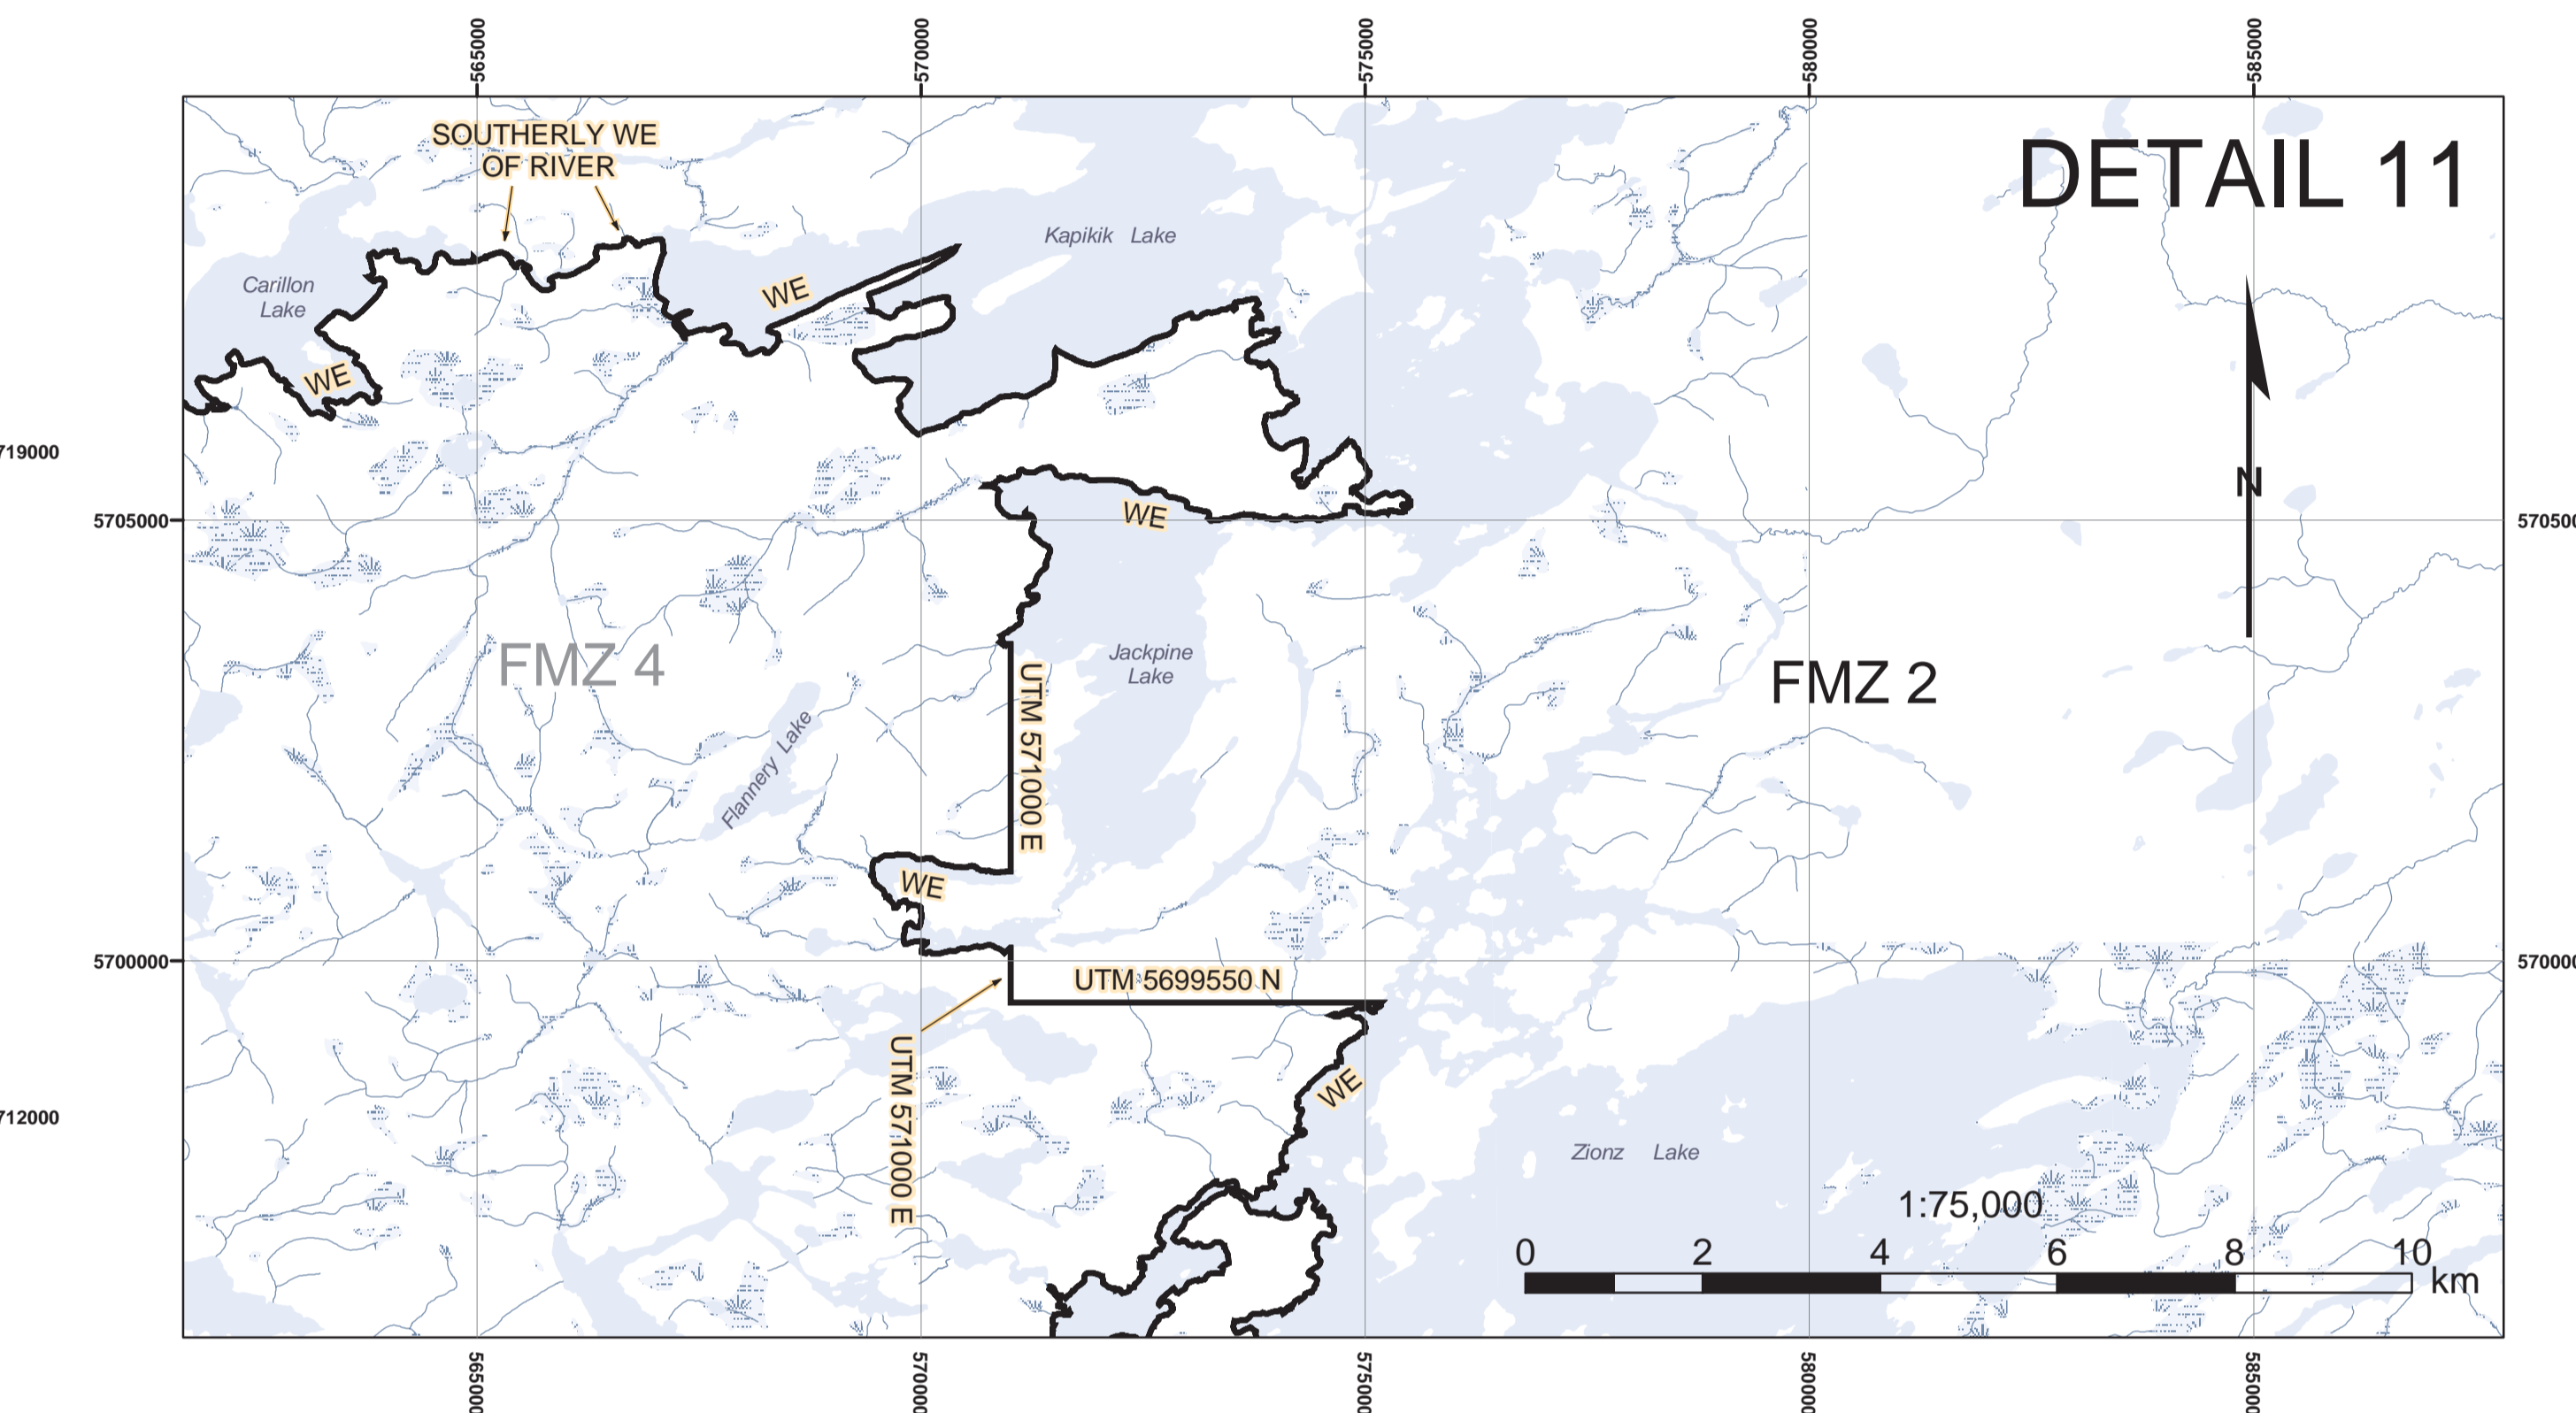 565000
570000
575000
580000
585000
SOUTHERLY WE
OF RIVER
DETAIL 11
Kapikik Lake
Carillon
Lake
WE
WE
719000
N
5705000
WE
570500
FMZ 4
Jackpine
Lake
FMZ 2
UTM 571000 E
Flannery Lake
WE
5700000
UTM 5699550 N
570000
UTM 571000 E
WE
712000
Zionz Lake
1:75,000
0 2 4 6 8 10
km
565000
570000
575000
580000
585000